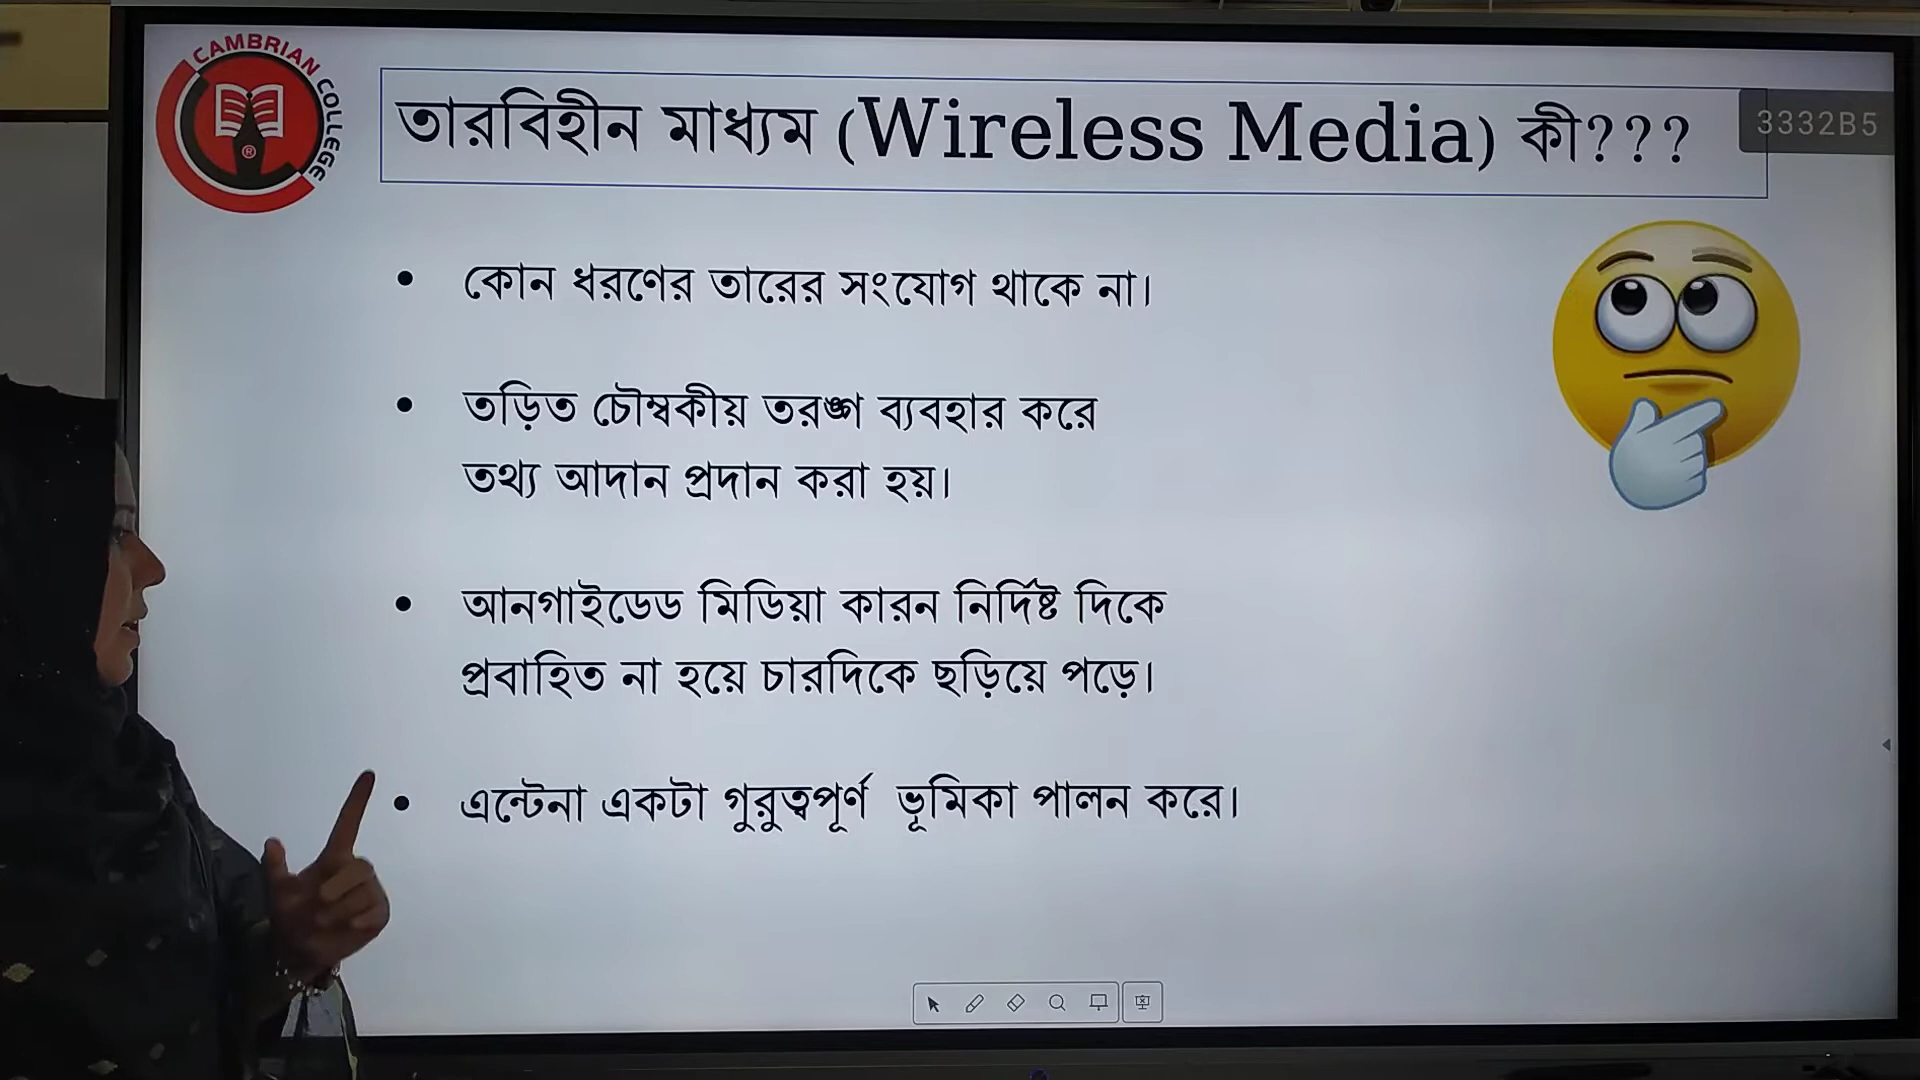 CAMBRIAN COLLEGE
®
তারবিহীন মাধ্যম (Wireless Media) কী???
3332B5
• কোন ধরণের তারের সংযোগ থাকে না।
• তড়িত চৌম্বকীয় তরঙ্গ ব্যবহার করে
তথ্য আদান প্রদান করা হয়।
• আনগাইডেড মিডিয়া কারন নির্দিষ্ট দিকে
প্রবাহিত না হয়ে চারদিকে ছড়িয়ে পড়ে।
• এন্টেনা একটা গুরুত্বপূর্ণ ভূমিকা পালন করে।